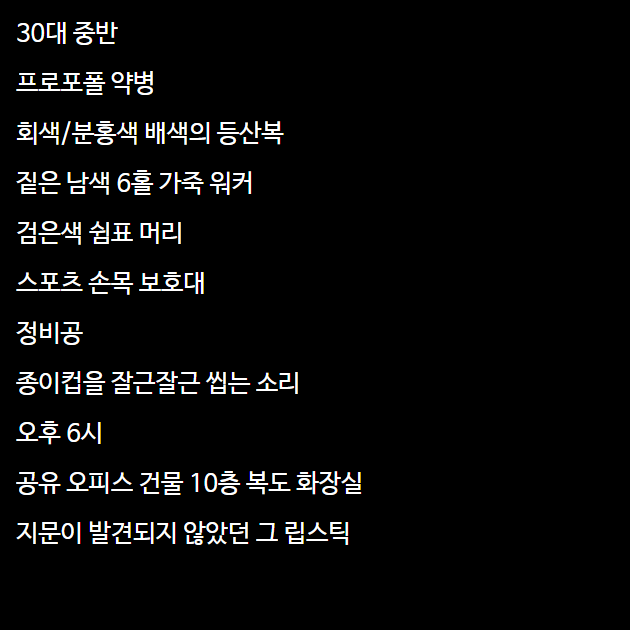 30대 중반
프로포폴 약병
회색/분홍색 배색의 등산복
짙은 남색 6홀 가죽 워커
검은색 쉼표 머리
스포츠 손목 보호대
정비공
종이컵을 잘근잘근 씹는 소리
오후 6시
공유 오피스 건물 10층 복도 화장실
지문이 발견되지 않았던 그 립스틱